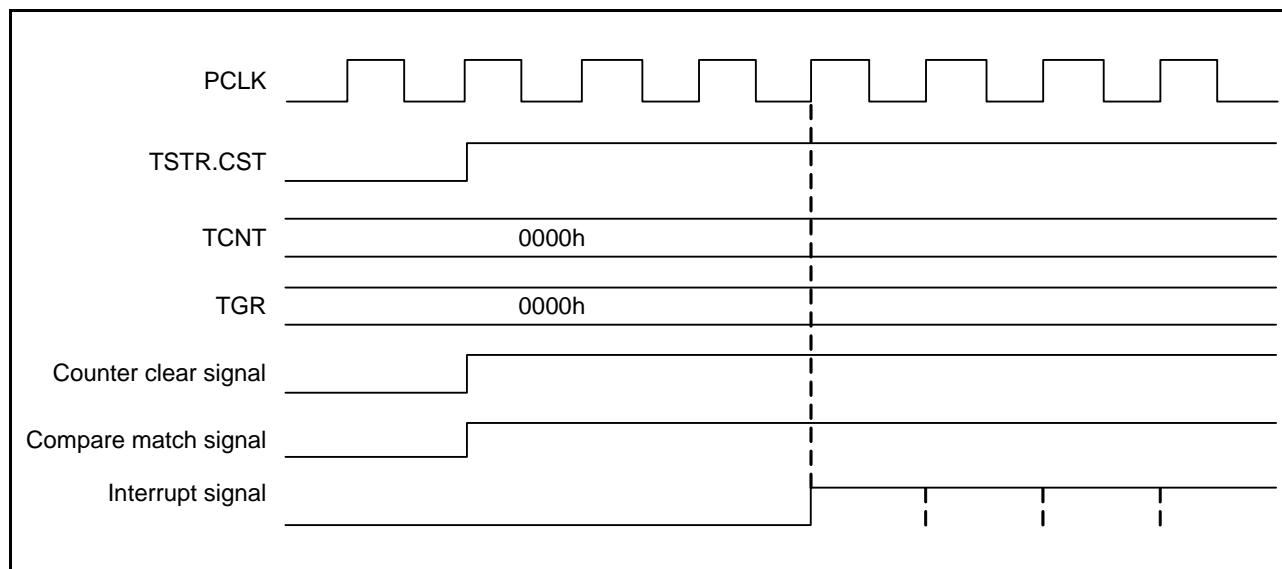 PCLK
TSTR.CST
TCNT 0000h
TGR 0000h
Counter clear signal
Compare match signal
Interrupt signal